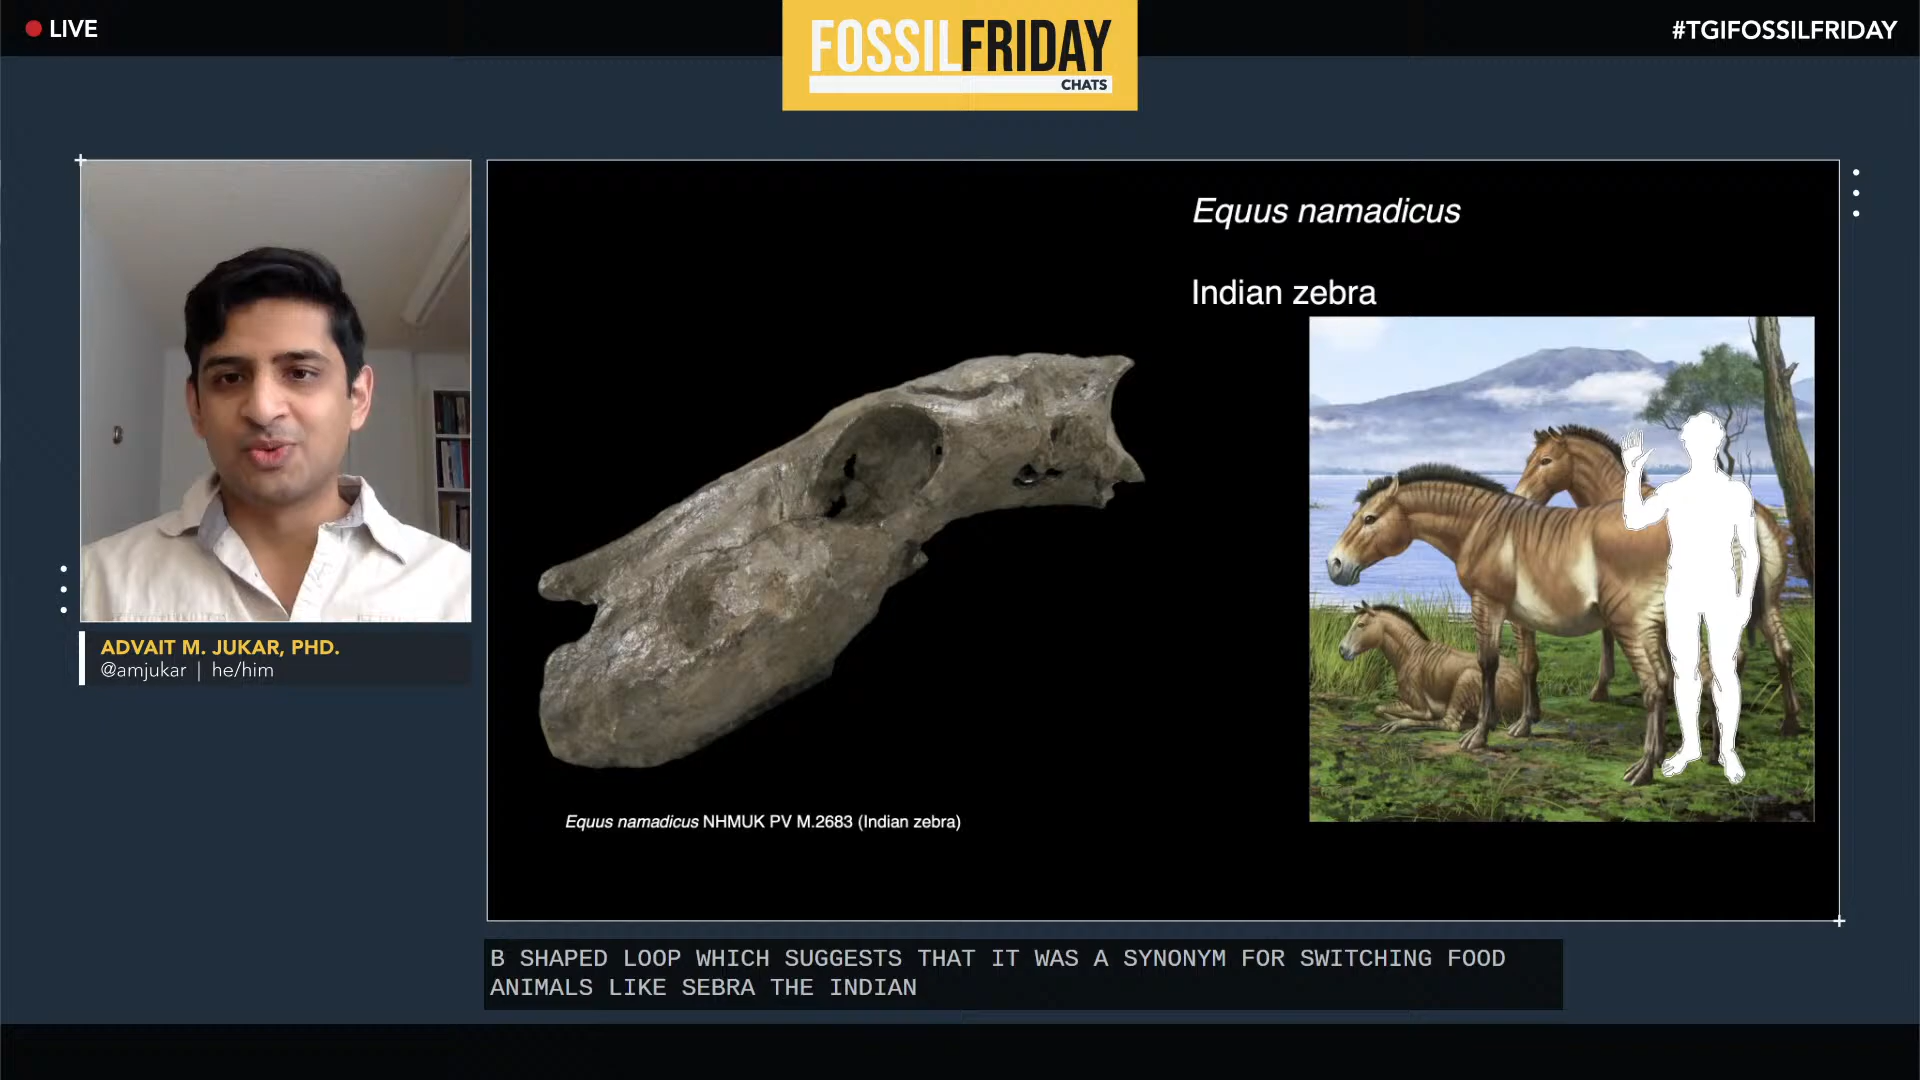 LIVE
FOSSILFRIDAY
CHATS
#TGIFOSSILFRIDAY
Equus namadicus
Indian zebra
ADVAIT M. JUKAR, PHD.
@amjukar | he/him
Equus namadicus NHMUK PV M.2683 (Indian zebra)
B SHAPED LOOP WHICH SUGGESTS THAT IT WAS A SYNONYM FOR SWITCHING FOOD
ANIMALS LIKE SEBRA THE INDIAN